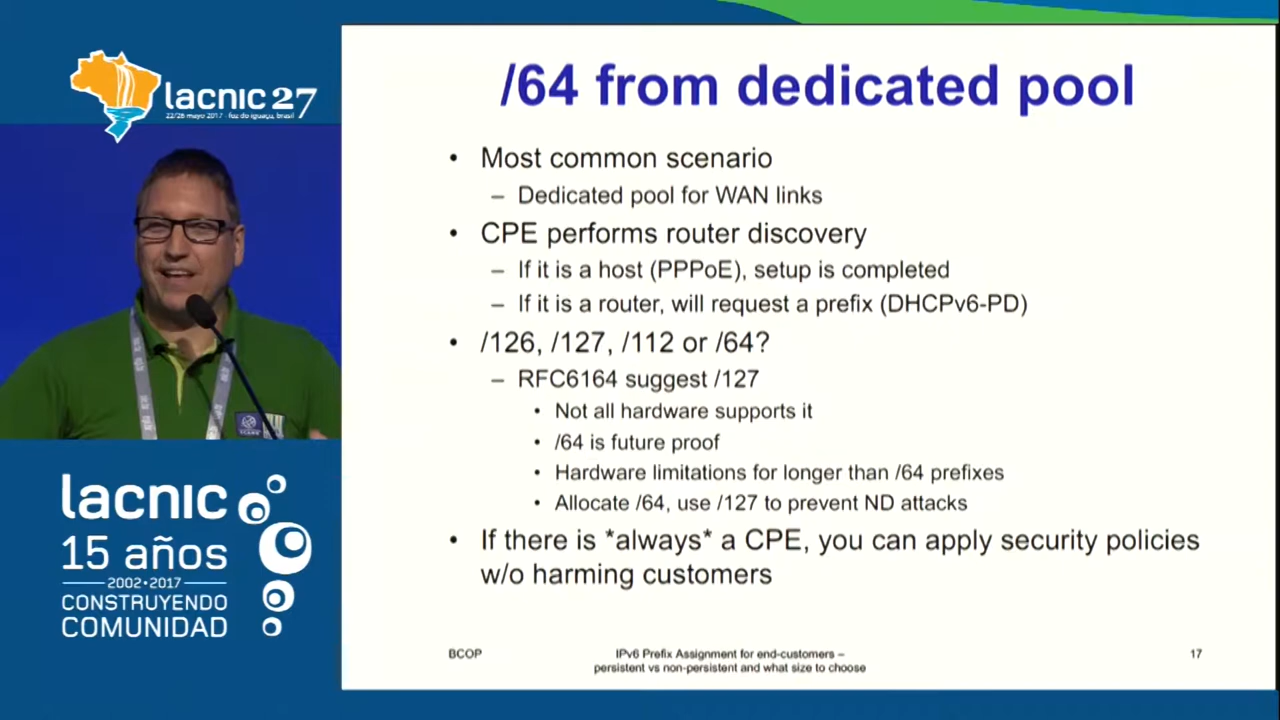 lacnic 27
22/26 mayo 2017 - foz do iguaçu, brasil
lacnic
15 años
2002•2017
CONSTRUYENDO
COMUNIDAD
/64 from dedicated pool
• Most common scenario
– Dedicated pool for WAN links
• CPE performs router discovery
– If it is a host (PPPoE), setup is completed
– If it is a router, will request a prefix (DHCPv6-PD)
• /126, /127, /112 or /64?
– RFC6164 suggest /127
• Not all hardware supports it
• /64 is future proof
• Hardware limitations for longer than /64 prefixes
• Allocate /64, use /127 to prevent ND attacks
• If there is *always* a CPE, you can apply security policies
w/o harming customers
BCOP
IPv6 Prefix Assignment for end-customers –
persistent vs non-persistent and what size to choose
17